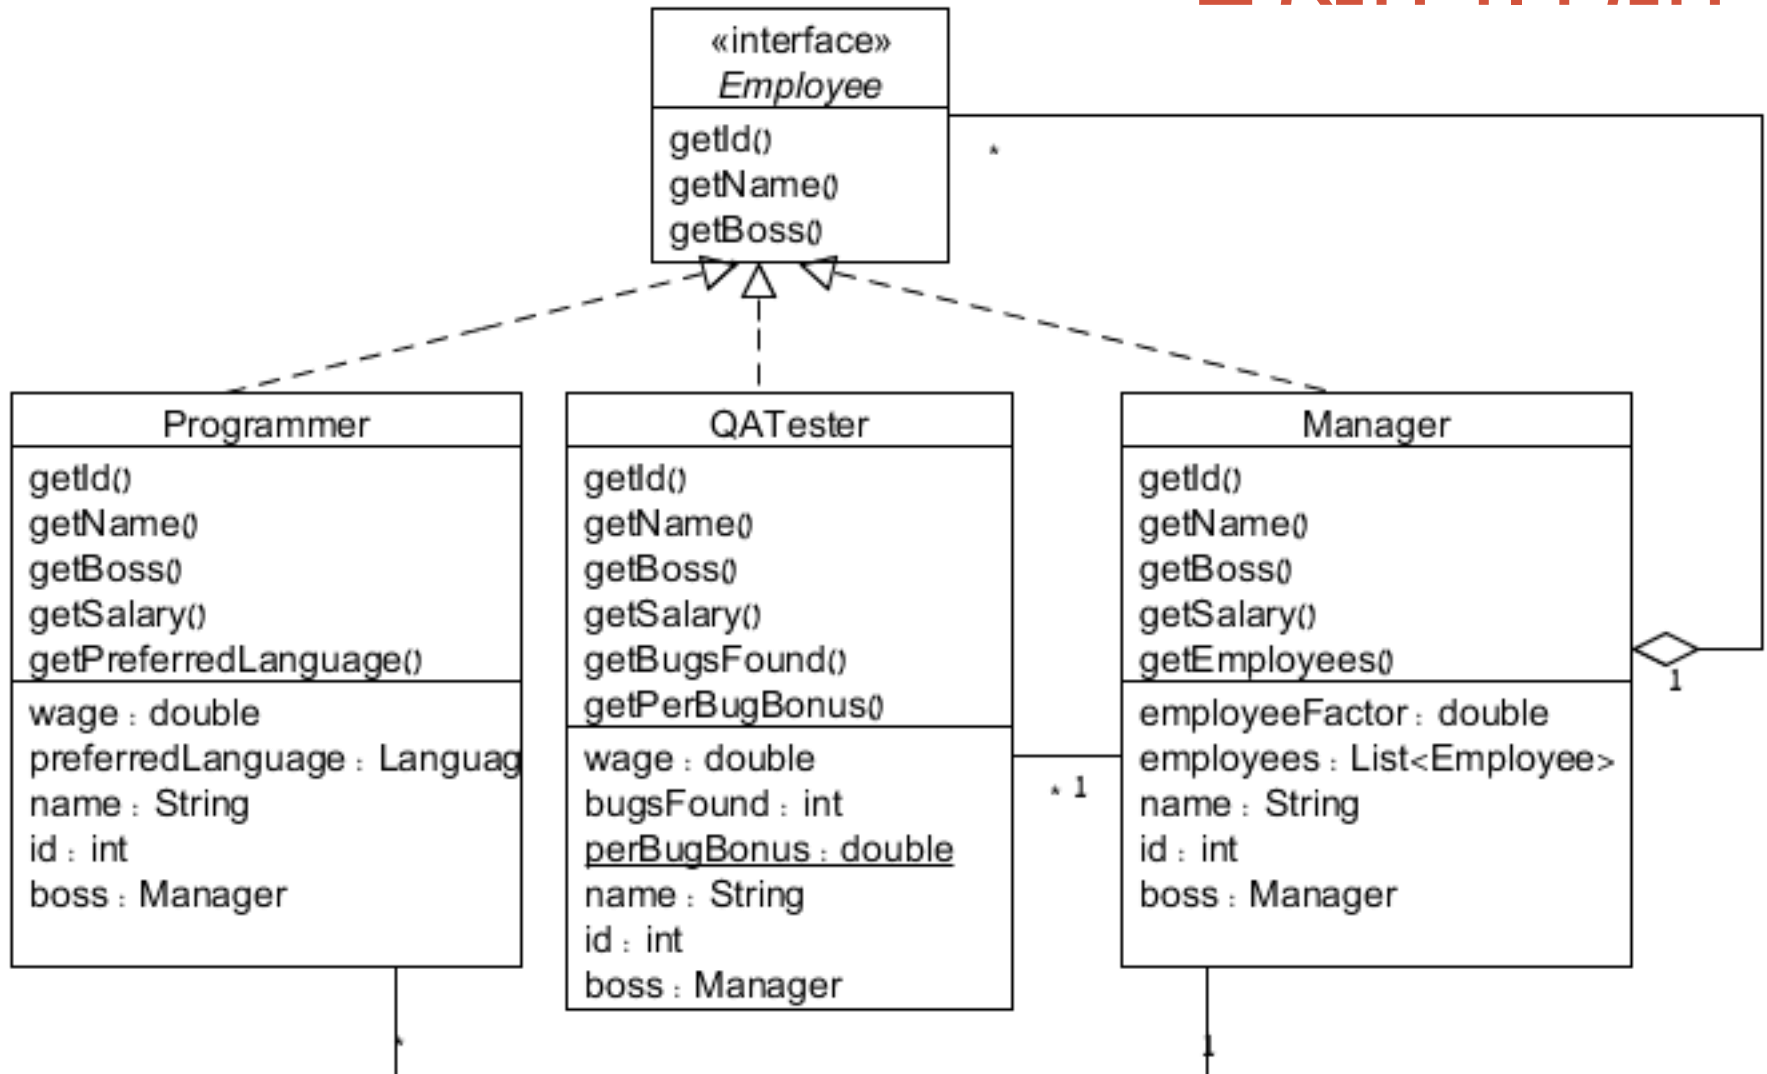 «interface»
Employee
getId()
getName()
getBoss()
*
Programmer
getId()
getName()
getBoss()
getSalary()
getPreferredLanguage()
wage : double
preferredLanguage : Languag
name : String
id : int
boss : Manager
*
QATester
getId()
getName()
getBoss()
getSalary()
getBugsFound()
getPerBugBonus()
wage : double
bugsFound : int
perBugBonus : double
name : String
id : int
boss : Manager
* 1
Manager
getId()
getName()
getBoss()
getSalary()
getEmployees()
1
employeeFactor : double
employees : List<Employee>
name : String
id : int
boss : Manager
1